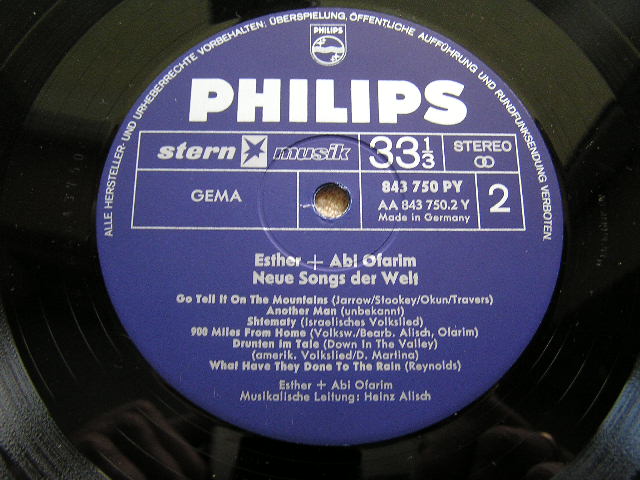 ALLE HERSTELLER- UND URHEBERRECHTE VORBEHALTEN: ÜBERSPIELUNG, ÖFFENTLICHE AUFFÜHRUNG UND RUNDFUNKSENDUNG VERBOTEN.
PHILIPS
PHILIPS
stern musik
33 1/3
STEREO
GEMA
843 750 PY
AA 843 750.2 Y
Made in Germany
2
Esther + Abi Ofarim
Neue Songs der Welt
Go Tell It On The Mountains (Jarrow/Stookey/Okun/Travers)
Another Man (unbekannt)
Shtematy (Israelisches Volkslied)
900 Miles From Home (Volksw./Bearb. Alisch, Ofarim)
Drunten im Tale (Down In The Valley)
(amerik. Volkslied/D. Martina)
What Have They Done To The Rain (Reynolds)
Esther + Abi Ofarim
Musikalische Leitung: Heinz Alisch